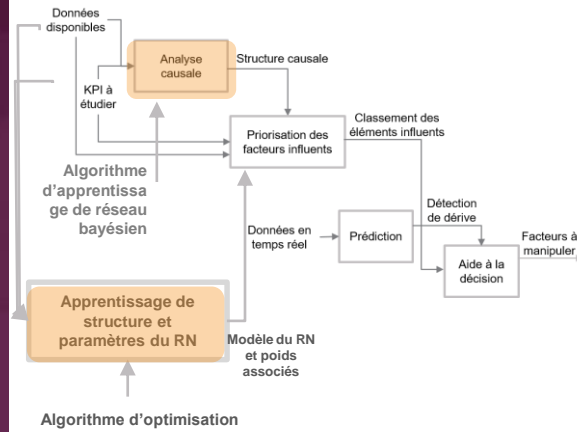 Données
disponibles
Analyse
causale
Structure causale
KPI à
étudier
Priorisation des
facteurs influents
Classement des
éléments influents
Algorithme
d'apprentissa
ge de réseau
bayésien
Données en
temps réel
Prédiction
Détection
de dérive
Aide à la
décision
Facteurs à
manipuler
Apprentissage de
structure et
paramètres du RN
Modèle du RN
et poids
associés
Algorithme d'optimisation